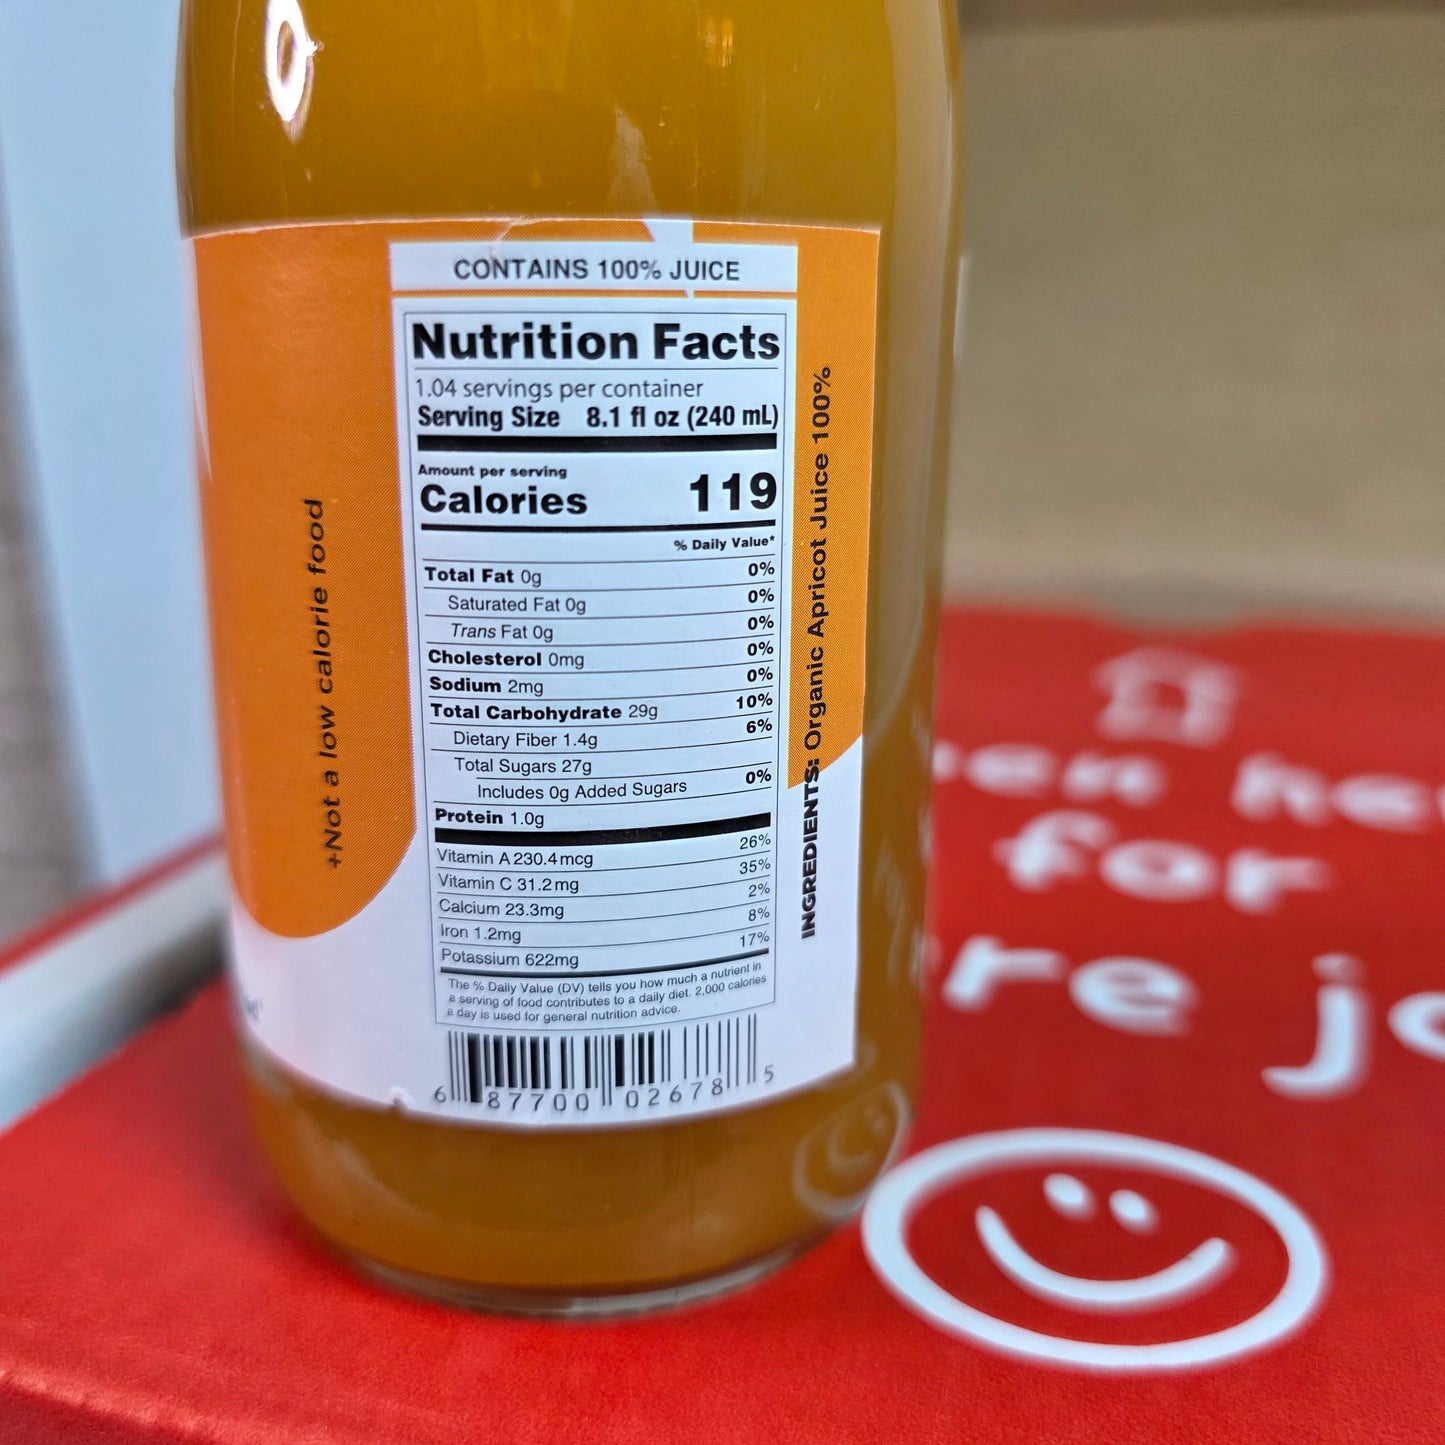 CONTAINS 100% JUICE
Nutrition Facts
1.04 servings per container
Serving Size 8.1 fl oz (240 mL)
Amount per serving
Calories 119
% Daily Value*
Total Fat 0g 0%
Saturated Fat 0g 0%
Trans Fat 0g 0%
Cholesterol 0mg 0%
Sodium 2mg 0%
Total Carbohydrate 29g 10%
Dietary Fiber 1.4g 6%
Total Sugars 27g
Includes 0g Added Sugars 0%
Protein 1.0g
Vitamin A 230.4mcg 26%
Vitamin C 31.2mg 35%
Calcium 23.3mg 2%
Iron 1.2mg 8%
Potassium 622mg 17%
The % Daily Value (DV) tells you how much a nutrient in
a serving of food contributes to a daily diet. 2,000 calories
a day is used for general nutrition advice.
6 87700 02678 5
+Not a low calorie food
INGREDIENTS: Organic Apricot Juice 100%
for